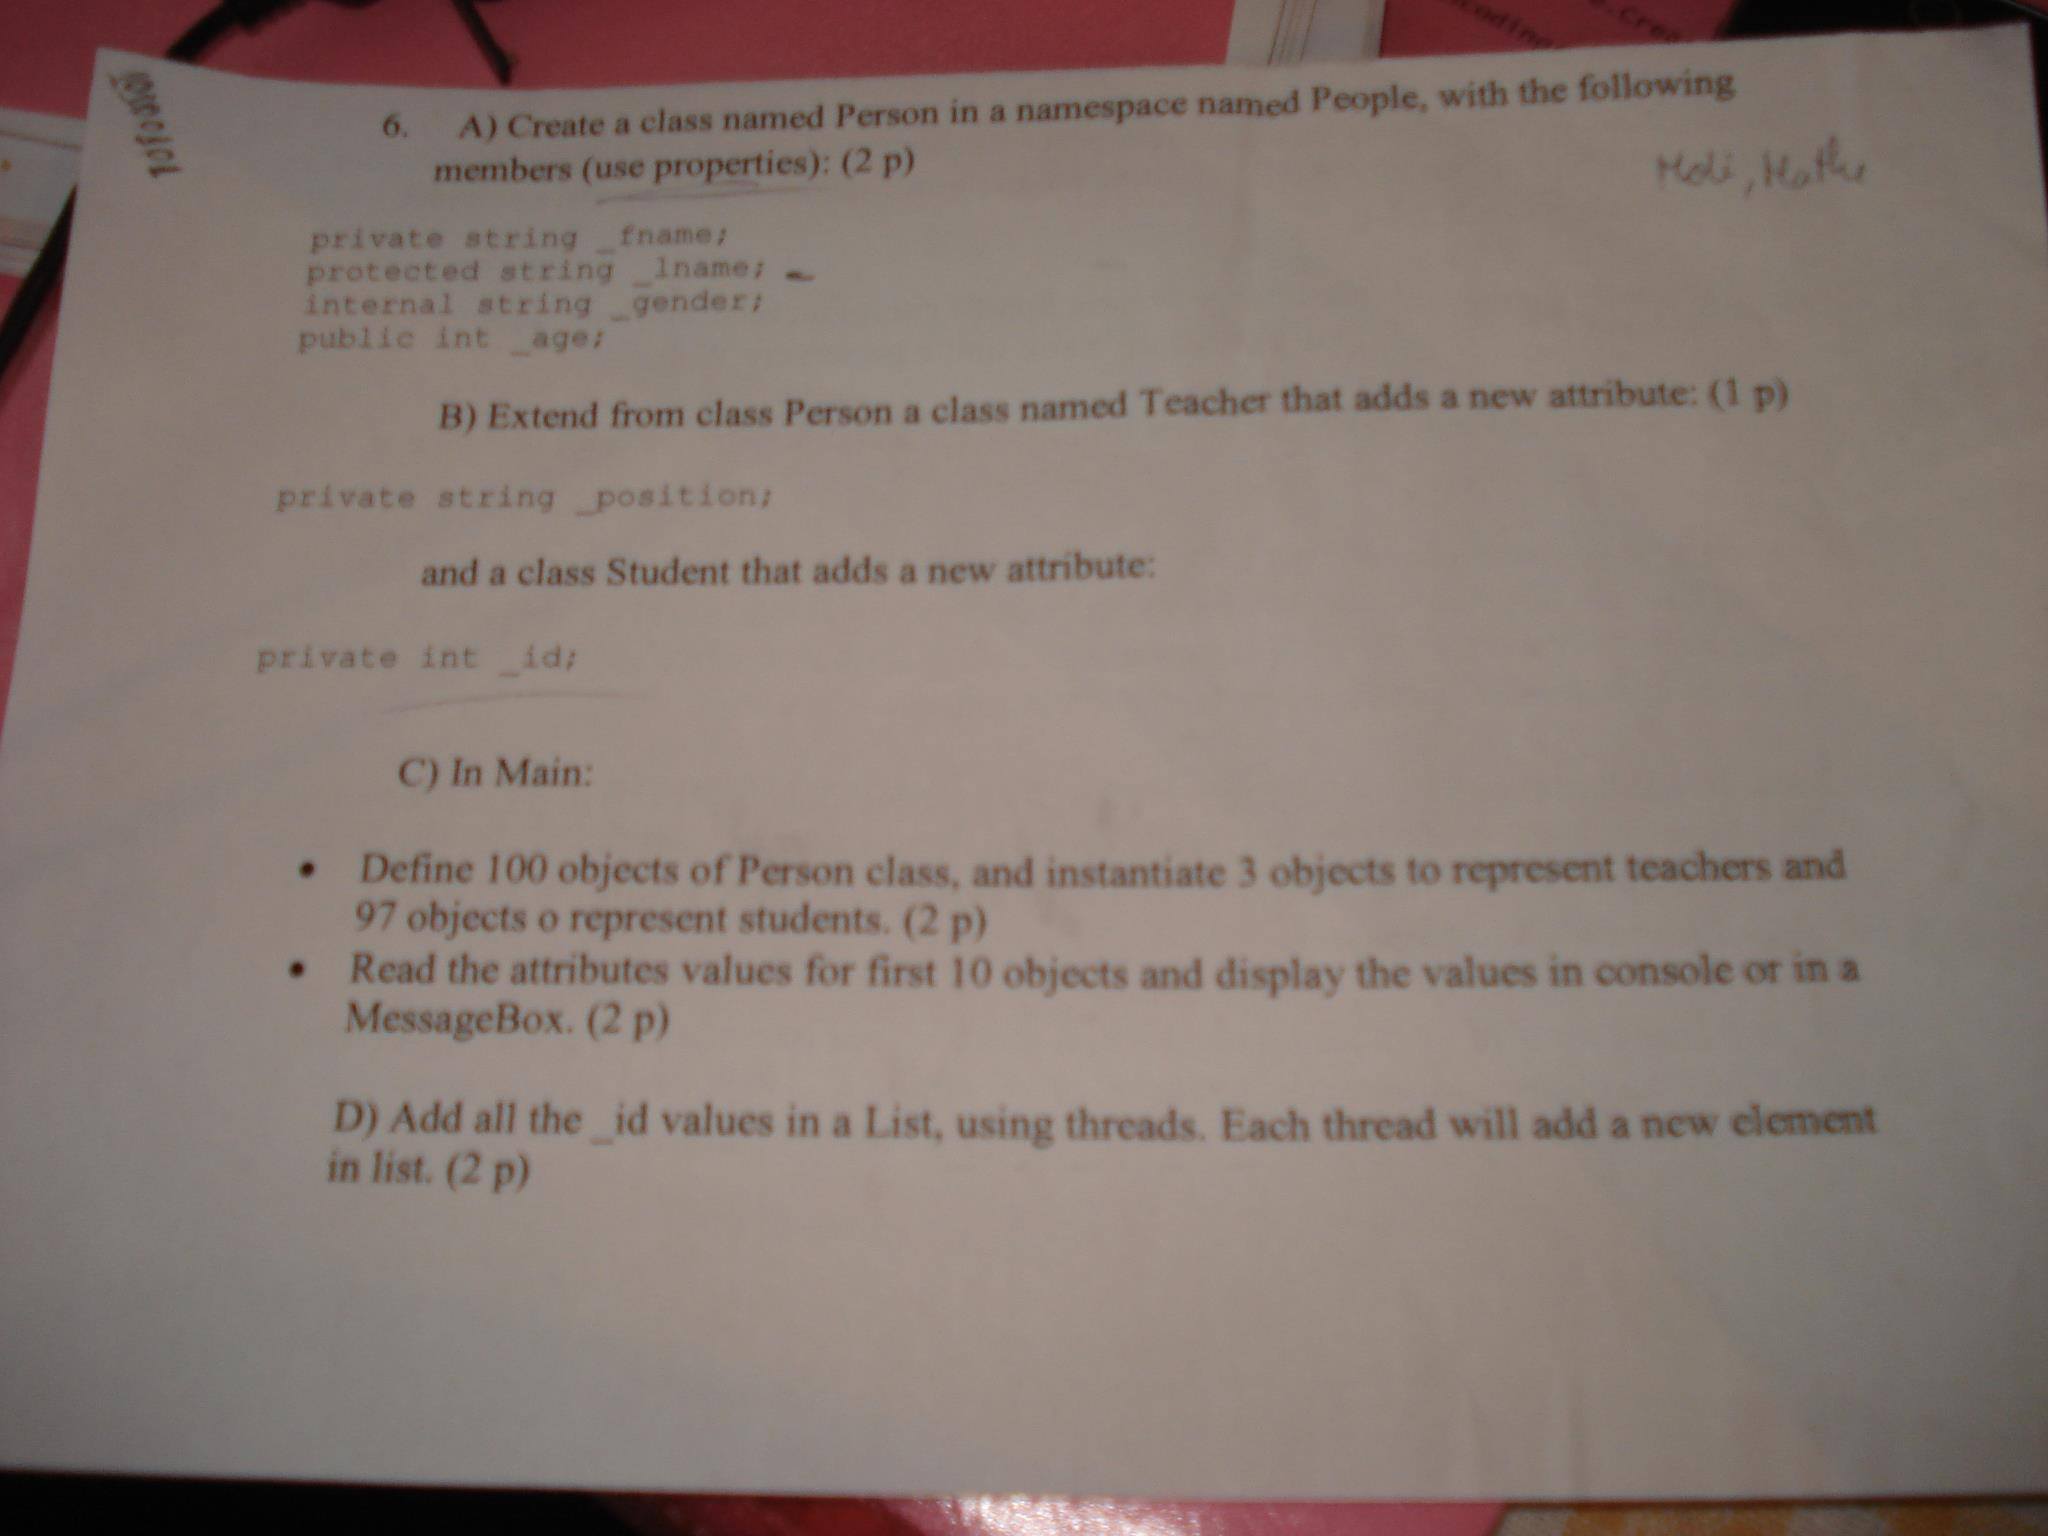 6. A) Create a class named Person in a namespace named People, with the following
members (use properties): (2 p)
private string _fname;
protected string _lname;
internal string _gender;
public int _age;
B) Extend from class Person a class named Teacher that adds a new attribute: (1 p)
private string _position;
and a class Student that adds a new attribute:
private int _id;
C) In Main:
• Define 100 objects of Person class, and instantiate 3 objects to represent teachers and
97 objects o represent students. (2 p)
• Read the attributes values for first 10 objects and display the values in console or in a
MessageBox. (2 p)
D) Add all the _id values in a List, using threads. Each thread will add a new element
in list. (2 p)